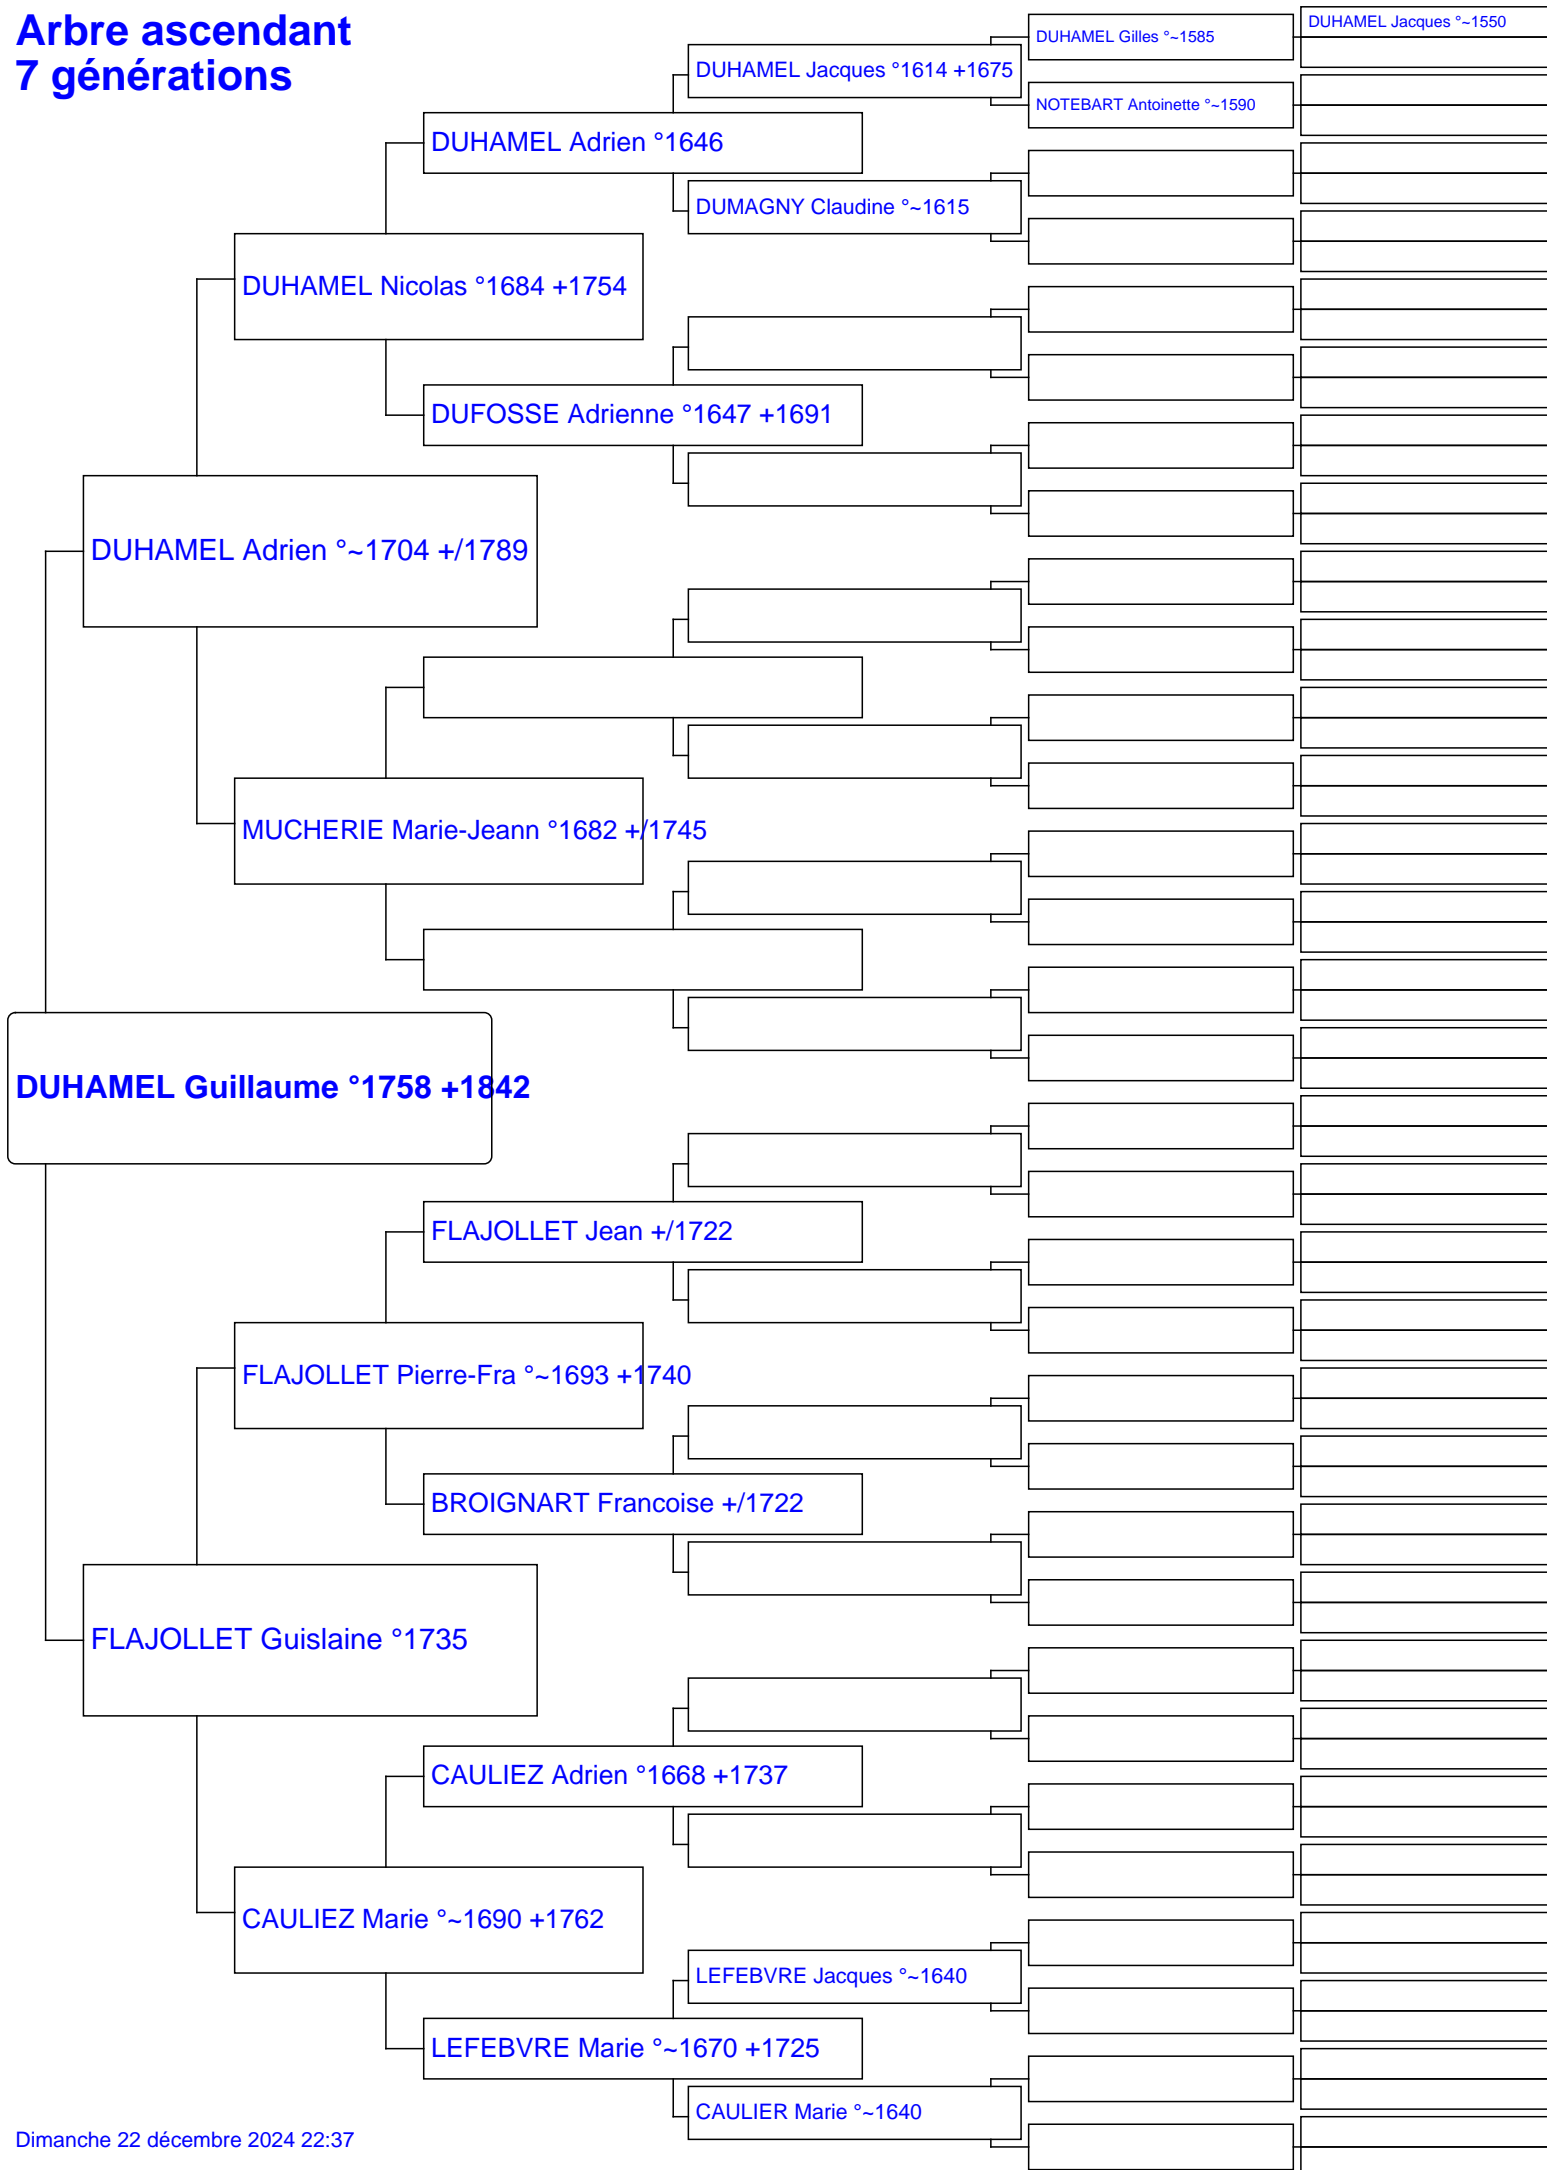 Arbre ascendant
7 générations
DUHAMEL Jacques °~1550
DUHAMEL Gilles °~1585
DUHAMEL Jacques °1614 +1675
NOTEBART Antoinette °~1590
DUHAMEL Adrien °1646
DUMAGNY Claudine °~1615
DUHAMEL Nicolas °1684 +1754
DUFOSSE Adrienne °1647 +1691
DUHAMEL Adrien °~1704 +/1789
MUCHERIE Marie-Jeann °1682 +/1745
DUHAMEL Guillaume °1758 +1842
FLAJOLLET Jean +/1722
FLAJOLLET Pierre-Fra °~1693 +1740
BROIGNART Francoise +/1722
FLAJOLLET Guislaine °1735
CAULIEZ Adrien °1668 +1737
CAULIEZ Marie °~1690 +1762
LEFEBVRE Jacques °~1640
LEFEBVRE Marie °~1670 +1725
CAULIER Marie °~1640
Dimanche 22 décembre 2024 22:37